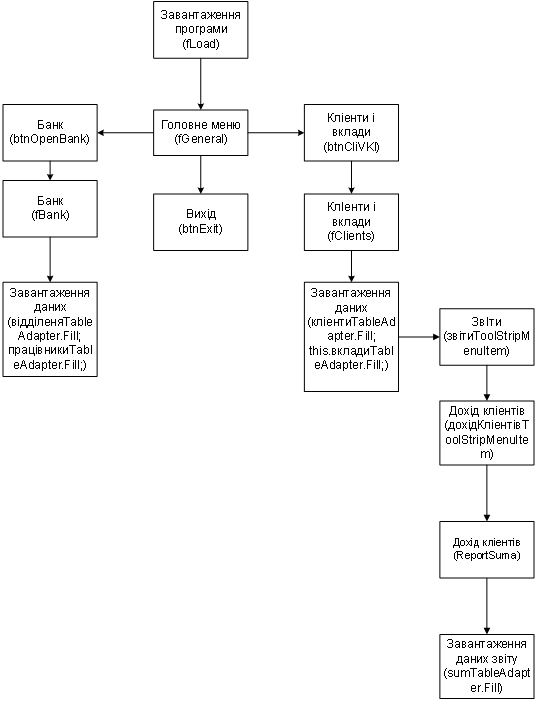 Завантаження
програми
(fLoad)
Банк
(btnOpenBank)
Головне меню
(fGeneral)
Клієнти і
вклади
(btnCliVKl)
Банк
(fBank)
Вихід
(btnExit)
Клієнти і
вклади
(fClients)
Завантаження
даних
(відділеняTable
Adapter.Fill;
працівникиTabl
eAdapter.Fill;)
Завантаження
даних
(клієнтиTableAd
apter.Fill;
this.вкладиTabl
eAdapter.Fill;)
Звіти
(звітиToolStripM
enuItem)
Дохід клієнтів
(дохідКлієнтівT
oolStripMenuIte
m)
Дохід клієнтів
(ReportSuma)
Завантаження
даних звіту
(sumTableAdapt
er.Fill)